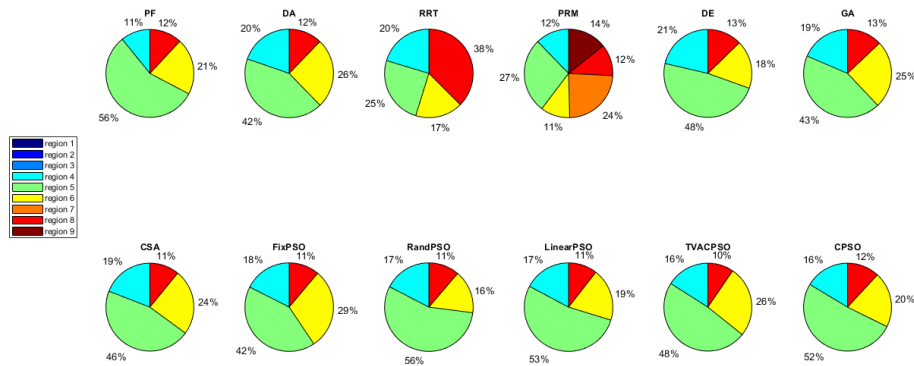 PF
11%
12%
21%
56%
DA
20%
12%
26%
42%
RRT
20%
38%
25%
17%
PRM
12%
14%
12%
27%
24%
11%
DE
21%
13%
18%
48%
GA
19%
13%
25%
43%
region 1
region 2
region 3
region 4
region 5
region 6
region 7
region 8
region 9
CSA
19%
11%
24%
46%
FixPSO
18%
11%
29%
42%
RandPSO
17%
11%
16%
56%
LinearPSO
17%
11%
19%
53%
TVACPSO
16%
10%
26%
48%
CPSO
16%
12%
20%
52%